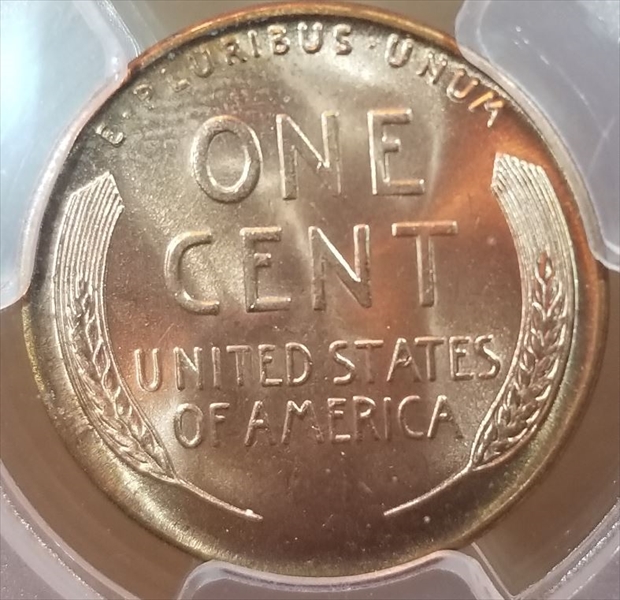 E·PLURIBUS·UNUM
ONE
CENT
UNITED STATES
OF AMERICA